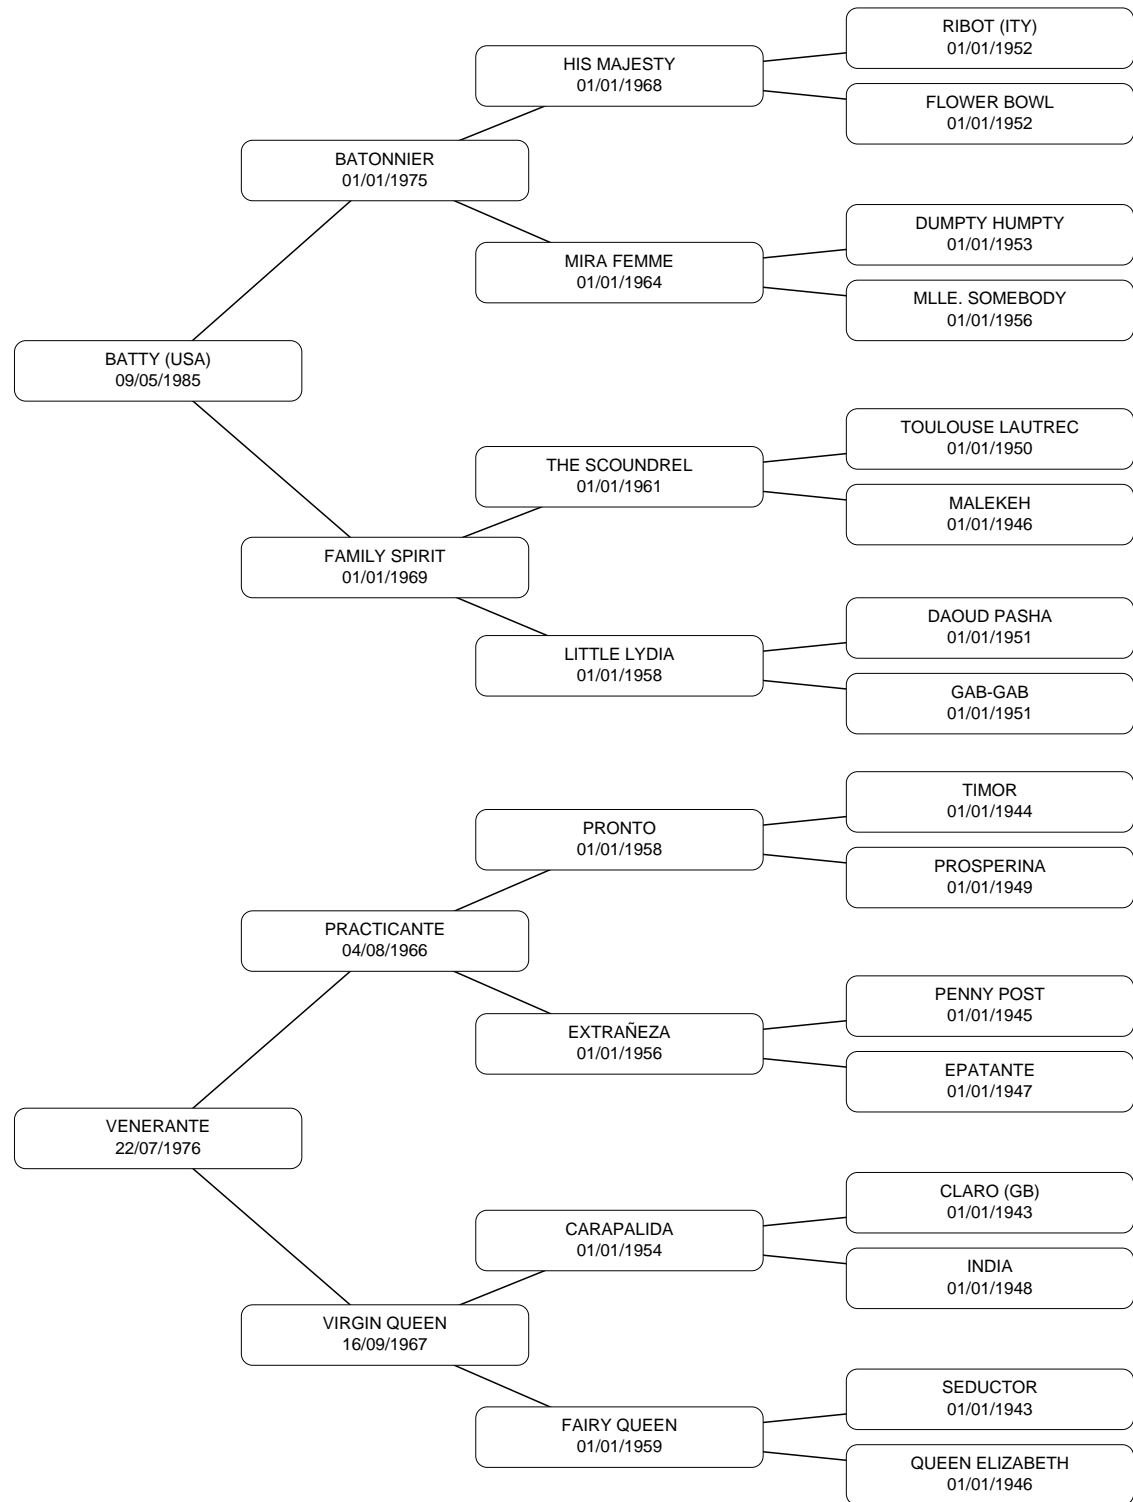 RIBOT (ITY)
01/01/1952
HIS MAJESTY
01/01/1968
FLOWER BOWL
01/01/1952
BATONNIER
01/01/1975
DUMPTY HUMPTY
01/01/1953
MIRA FEMME
01/01/1964
MLLE. SOMEBODY
01/01/1956
BATTY (USA)
09/05/1985
TOULOUSE LAUTREC
01/01/1950
THE SCOUNDREL
01/01/1961
MALEKEH
01/01/1946
FAMILY SPIRIT
01/01/1969
DAOUD PASHA
01/01/1951
LITTLE LYDIA
01/01/1958
GAB-GAB
01/01/1951
TIMOR
01/01/1944
PRONTO
01/01/1958
PROSPERINA
01/01/1949
PRACTICANTE
04/08/1966
PENNY POST
01/01/1945
EXTRAÑEZA
01/01/1956
EPATANTE
01/01/1947
VENERANTE
22/07/1976
CLARO (GB)
01/01/1943
CARAPALIDA
01/01/1954
INDIA
01/01/1948
VIRGIN QUEEN
16/09/1967
SEDUCTOR
01/01/1943
FAIRY QUEEN
01/01/1959
QUEEN ELIZABETH
01/01/1946